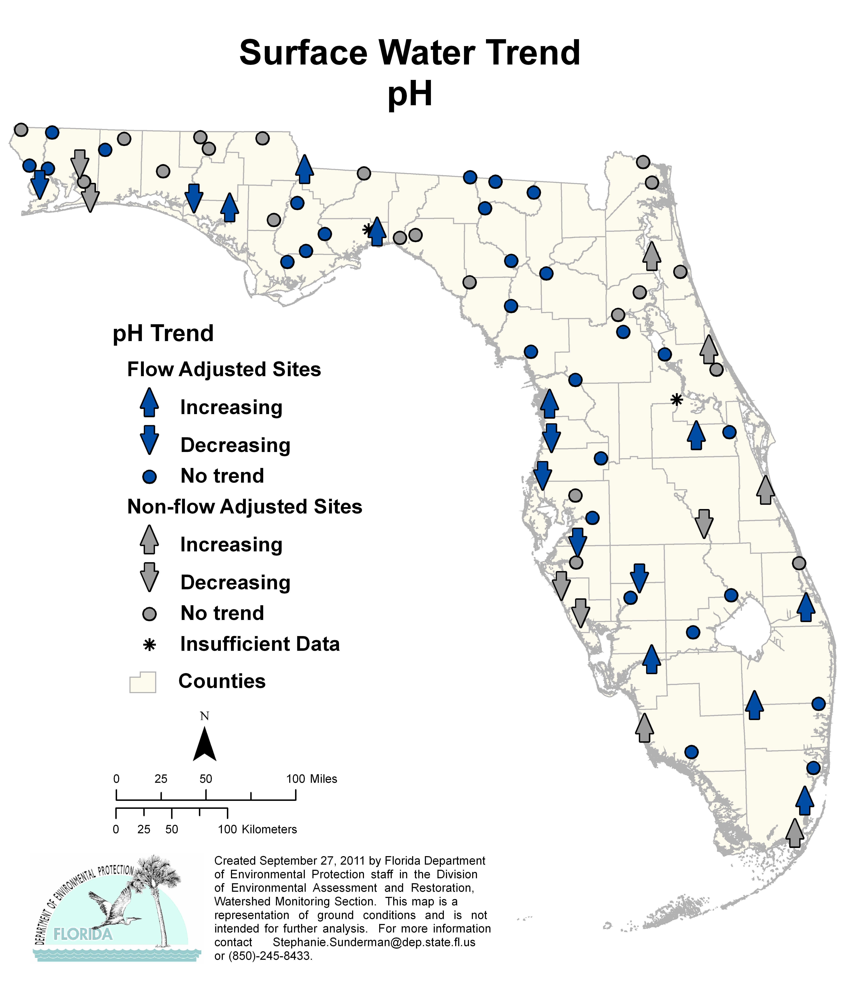 Surface Water Trend
pH
pH Trend
Flow Adjusted Sites
Increasing
Decreasing
No trend
Non-flow Adjusted Sites
Increasing
Decreasing
No trend
Insufficient Data
Counties
N
0 25 50 100 Miles
0 25 50 100 Kilometers
DEPARTMENT OF ENVIRONMENTAL PROTECTION
FLORIDA
Created September 27, 2011 by Florida Department
of Environmental Protection staff in the Division
of Environmental Assessment and Restoration,
Watershed Monitoring Section. This map is a
representation of ground conditions and is not
intended for further analysis. For more information
contact Stephanie.Sunderman@dep.state.fl.us
or (850)-245-8433.